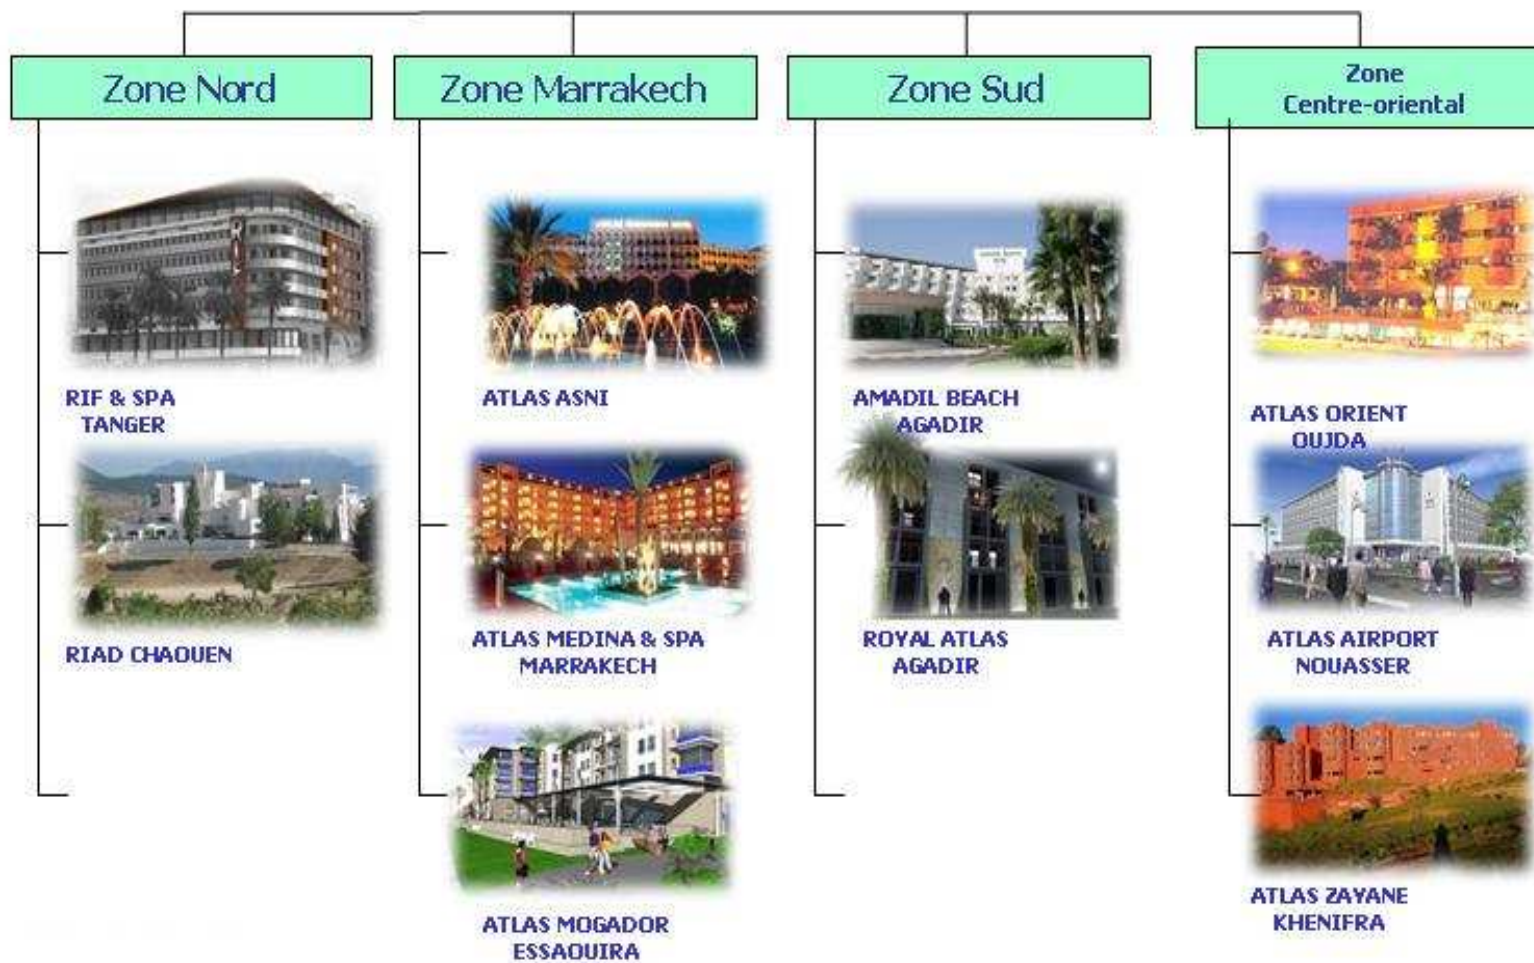 Zone Nord
Zone Marrakech
Zone Sud
Zone
Centre-oriental
RIF
RIF & SPA
TANGER
RIAD CHAOUEN
ATLAS ASNI
ATLAS MEDINA & SPA
MARRAKECH
ATLAS MOGADOR
ESSAOUIRA
AMADIL BEACH
AGADIR
ROYAL ATLAS
AGADIR
ATLAS ORIENT
OUJDA
ATLAS AIRPORT
NOUASSER
ATLAS ZAYANE
KHENIFRA